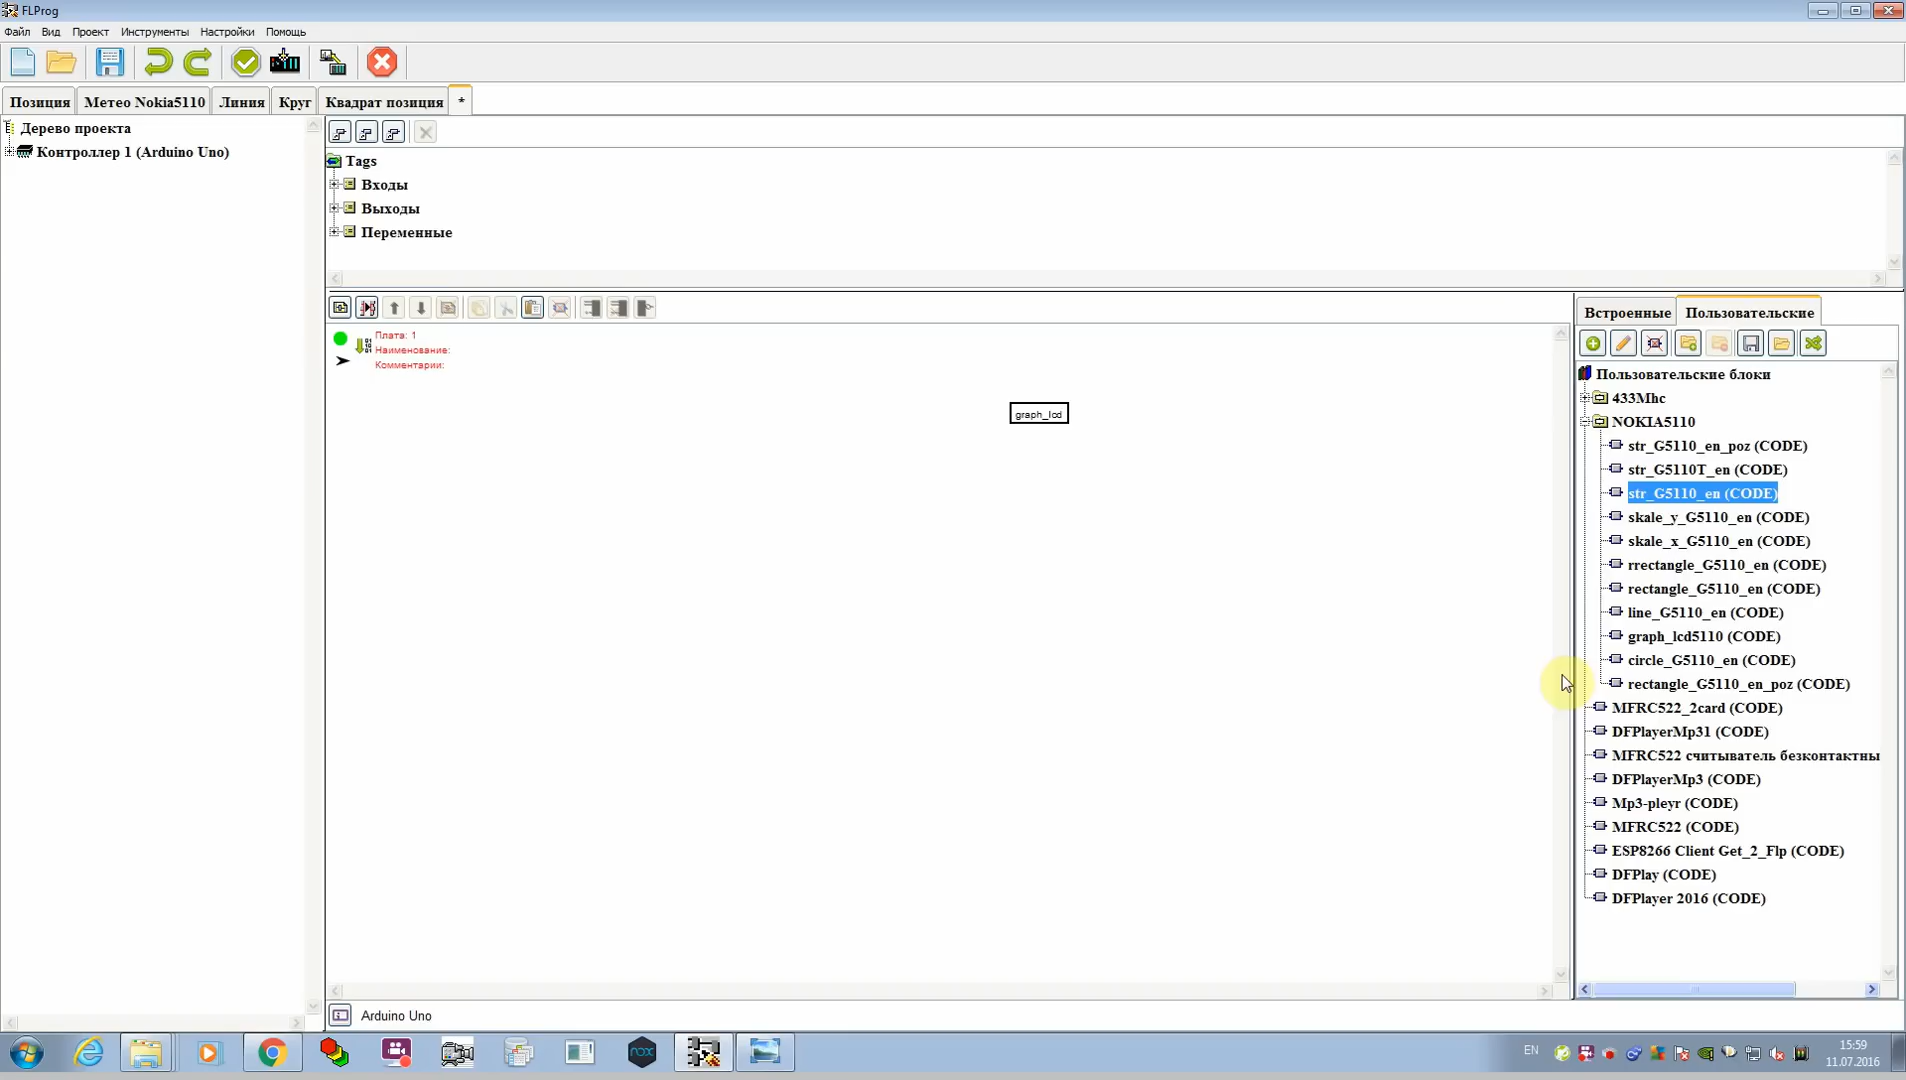 FLProg
Файл Вид Проект Инструменты Настройки Помощь
Позиция Метео Nokia5110 Линия Круг Квадрат позиция *
Дерево проекта
Контроллер 1 (Arduino Uno)
Tags
Входы
Выходы
Переменные
Плата: 1
Наименование:
Комментарии:
graph_lcd
Встроенные Пользовательские
Пользовательские блоки
433Mhc
NOKIA5110
str_G5110_en_poz (CODE)
str_G5110T_en (CODE)
str_G5110_en (CODE)
skale_y_G5110_en (CODE)
skale_x_G5110_en (CODE)
rrectangle_G5110_en (CODE)
rectangle_G5110_en (CODE)
line_G5110_en (CODE)
graph_lcd5110 (CODE)
circle_G5110_en (CODE)
rectangle_G5110_en_poz (CODE)
MFRC522_2card (CODE)
DFPlayerMp31 (CODE)
MFRC522 считыватель безконтактны
DFPlayerMp3 (CODE)
Mp3-pleyr (CODE)
MFRC522 (CODE)
ESP8266 Client Get_2_Flp (CODE)
DFPlay (CODE)
DFPlayer 2016 (CODE)
Arduino Uno
nox
EN
15:59
11.07.2016